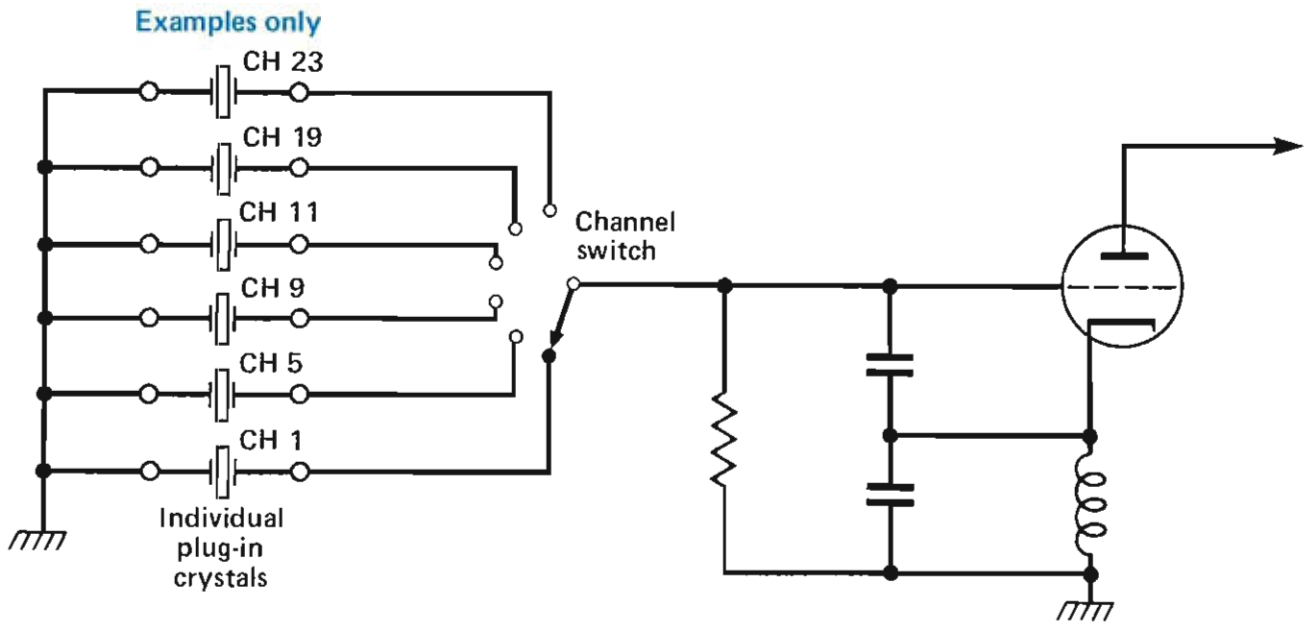 Examples only
CH 23
CH 19
CH 11
Channel
switch
CH 9
CH 5
CH 1
Individual
plug-in
crystals